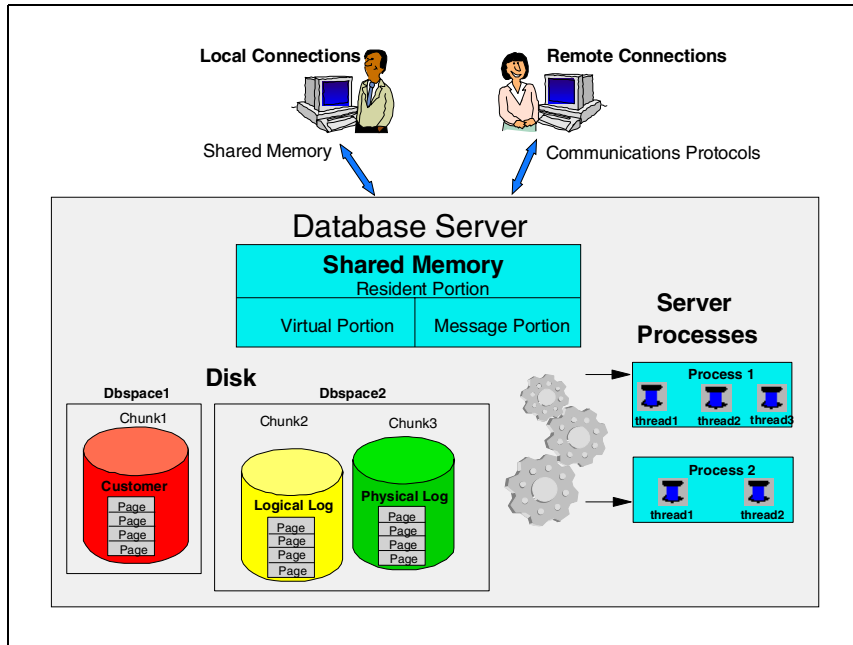 Local Connections
Remote Connections
Shared Memory
Communications Protocols
Database Server
Shared Memory
Resident Portion
Virtual Portion
Message Portion
Server
Processes
Process 1
thread1
thread2
thread3
Process 2
thread1
thread2
Disk
Dbspace1
Chunk1
Customer
Page
Page
Page
Page
Dbspace2
Chunk2
Logical Log
Page
Page
Page
Page
Chunk3
Physical Log
Page
Page
Page
Page